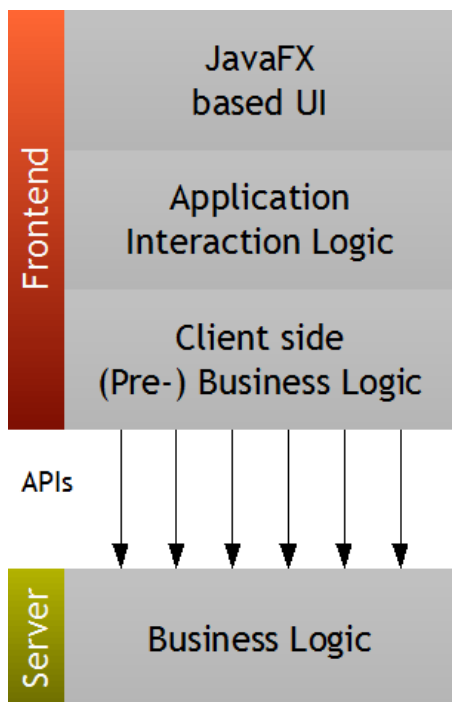 Frontend
JavaFX
based UI
Application
Interaction Logic
Client side
(Pre-) Business Logic
APIs
Server
Business Logic